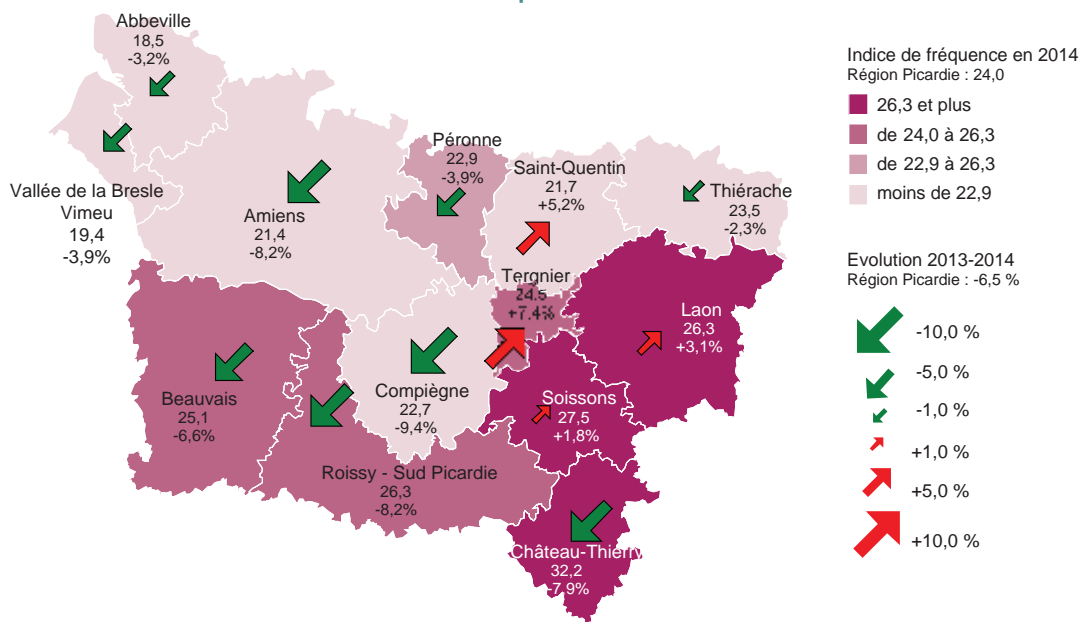 Abbeville
18,5
-3,2%
Vallée de la Bresle
Vimeu
19,4
-3,9%
Amiens
21,4
-8,2%
Péronne
22,9
-3,9%
Saint-Quentin
21,7
+5,2%
Thiérache
23,5
-2,3%
Tergnier
24,5
+7,4%
Laon
26,3
+3,1%
Beauvais
25,1
-6,6%
Compiègne
22,7
-9,4%
Soissons
27,5
+1,8%
Roissy - Sud Picardie
26,3
-8,2%
Château-Thierry
32,2
-7,9%
Indice de fréquence en 2014
Région Picardie : 24,0
26,3 et plus
de 24,0 à 26,3
de 22,9 à 26,3
moins de 22,9
Evolution 2013-2014
Région Picardie : -6,5 %
-10,0 %
-5,0 %
-1,0 %
+1,0 %
+5,0 %
+10,0 %